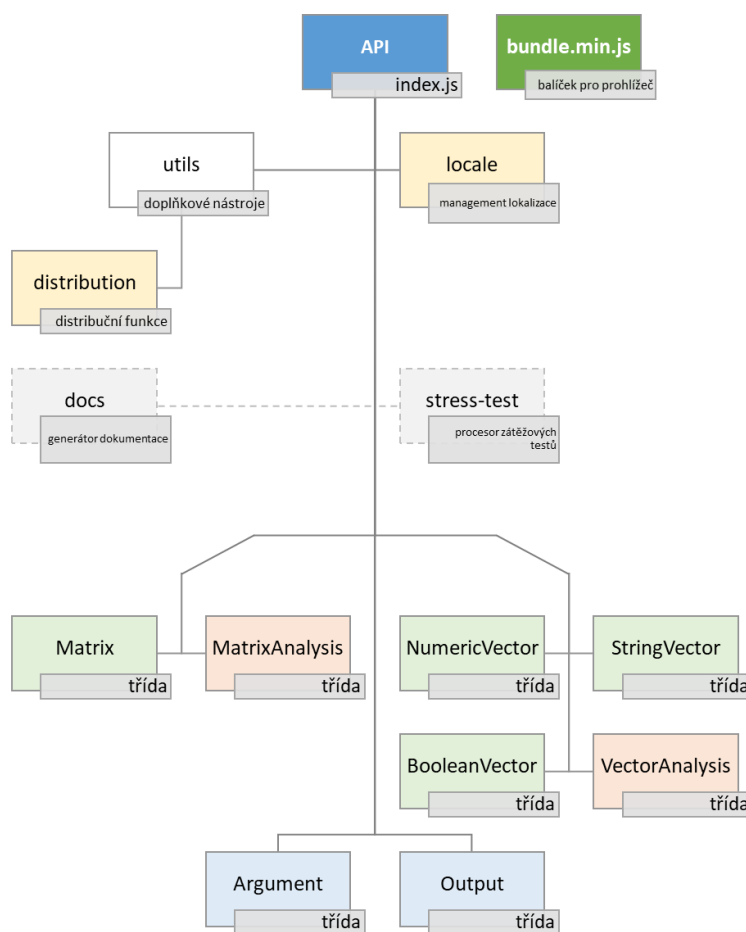 API
index.js
bundle.min.js
balíček pro prohlížeč
utils
doplňkové nástroje
locale
management lokalizace
distribution
distribuční funkce
docs
generátor dokumentace
stress-test
procesor zátěžových
testů
Matrix
třída
MatrixAnalysis
třída
NumericVector
třída
StringVector
třída
BooleanVector
třída
VectorAnalysis
třída
Argument
třída
Output
třída